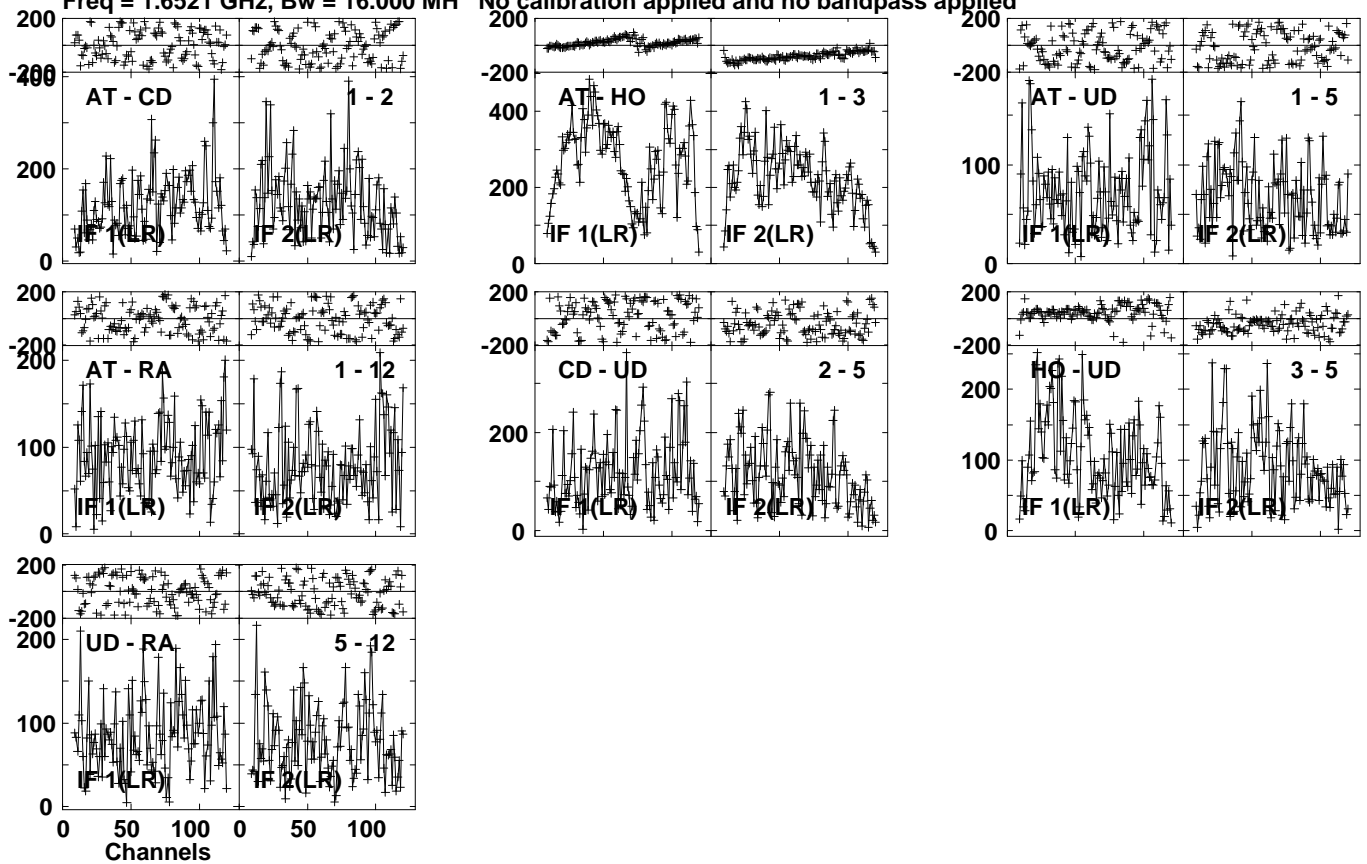 Freq = 1.6521 GHz, Bw = 16.000 MH No calibration applied and no bandpass applied
200
-200
400
200
0
AT - CD
1 - 2
IF 1(LR)
IF 2(LR)
200
-200
400
200
0
AT - HO
1 - 3
IF 1(LR)
IF 2(LR)
200
-200
100
0
AT - UD
1 - 5
IF 1(LR)
IF 2(LR)
200
-200
200
100
0
AT - RA
1 - 12
IF 1(LR)
IF 2(LR)
200
-200
200
0
CD - UD
2 - 5
IF 1(LR)
IF 2(LR)
200
-200
200
100
0
HO - UD
3 - 5
IF 1(LR)
IF 2(LR)
200
-200
200
100
0
UD - RA
5 - 12
IF 1(LR)
IF 2(LR)
0 50 100 0 100
Channels